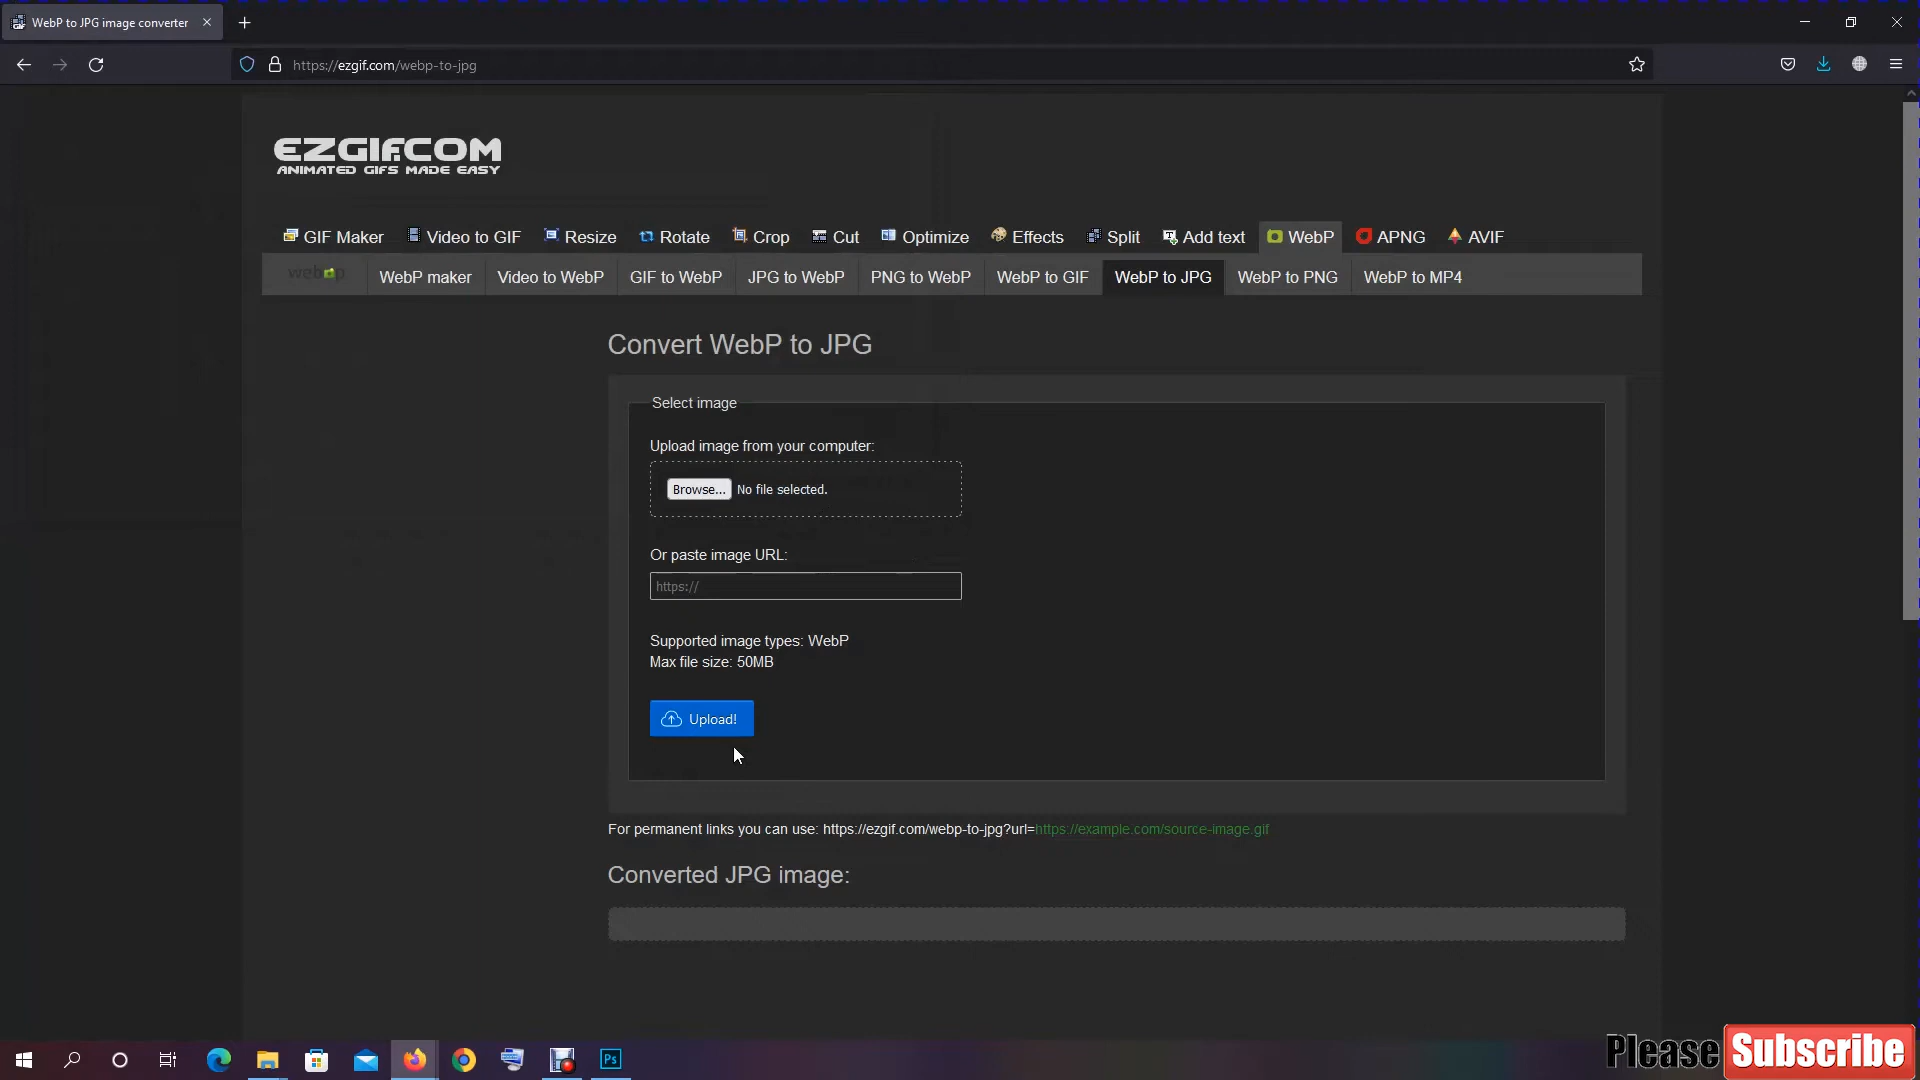 WebP to JPG image converter
https://ezgif.com/webp-to-jpg
EZGIF.COM
ANIMATED GIFS MADE EASY
GIF Maker Video to GIF Resize Rotate Crop Cut Optimize Effects Split Add text WebP APNG AVIF
webp WebP maker Video to WebP GIF to WebP JPG to WebP PNG to WebP WebP to GIF WebP to JPG WebP to PNG WebP to MP4
Convert WebP to JPG
Select image
Upload image from your computer:
Browse... No file selected.
Or paste image URL:
https://
Supported image types: WebP
Max file size: 50MB
Upload!
For permanent links you can use: https://ezgif.com/webp-to-jpg?url=https://example.com/source-image.gif
Converted JPG image:
Ps
Please Subscribe